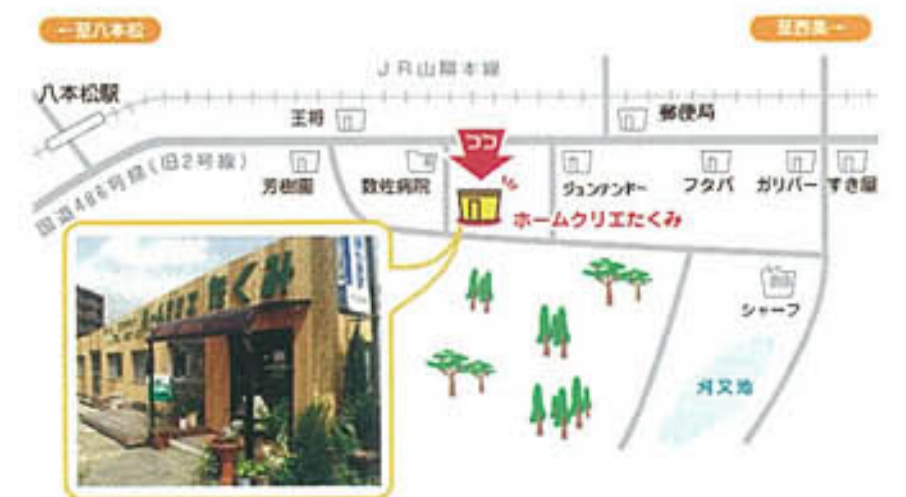 ←至八本松
至西条→
JR山陽本線
八本松駅
王将
郵便局
ココ
国道486号線(旧2号線)
芳樹園
数佐病院
ジュンテンドー
フタバ
ガリバー
すき屋
ホームクリエたくみ
たくみ
シャープ
刈又池